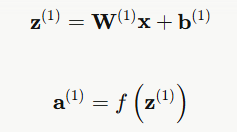 𝐳⁽¹⁾ = 𝐖⁽¹⁾𝐱 + 𝐛⁽¹⁾
𝐚⁽¹⁾ = f (𝐳⁽¹⁾)